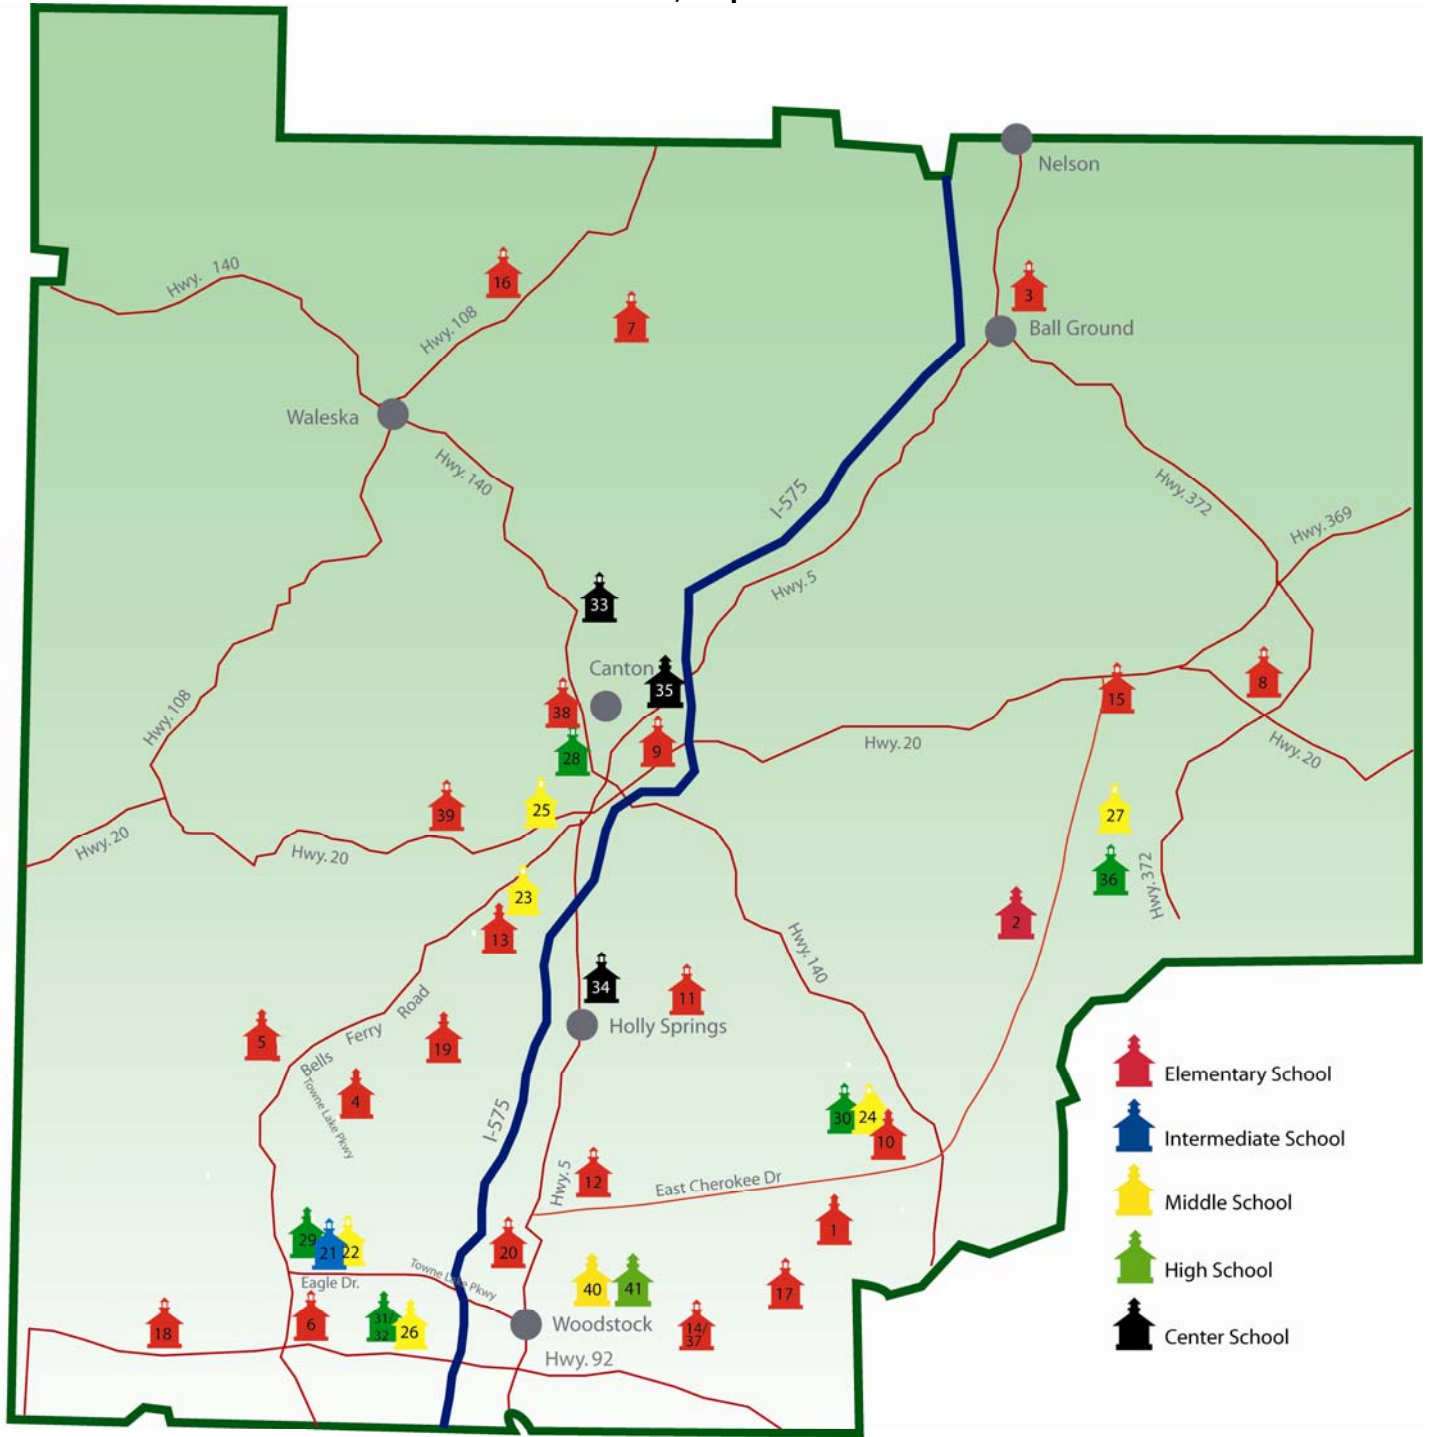 Nelson
Hwy. 140
16
3
7
Hwy. 108
Ball Ground
Waleska
Hwy. 140
I-575
Hwy. 372
Hwy. 369
Hwy. 5
33
Canton
35
8
15
38
Hwy. 108
9
28
Hwy. 20
Hwy. 20
39
25
27
Hwy. 20
Hwy. 20
36
Hwy. 372
23
2
13
Hwy. 140
34
11
Holly Springs
Bells Ferry Road
5
19
Towne Lake Pkwy
4
Elementary School
I-575
30
24
10
Intermediate School
Hwy. 5
12
East Cherokee Dr
Middle School
1
29
21
22
20
Eagle Dr.
Towne Lake Pkwy
40
41
17
High School
18
6
31/
32
26
Woodstock
14/
37
Center School
Hwy. 92